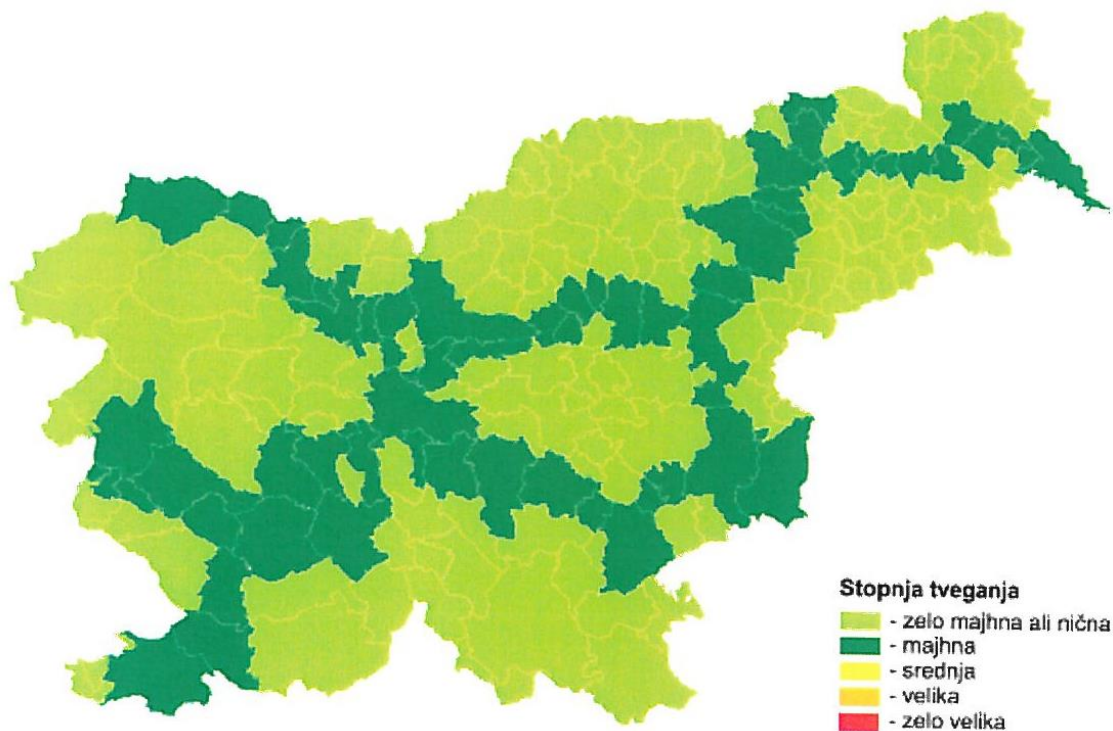 Stopnja tveganja
- zelo majhna ali nična
- majhna
- srednja
- velika
- zelo velika